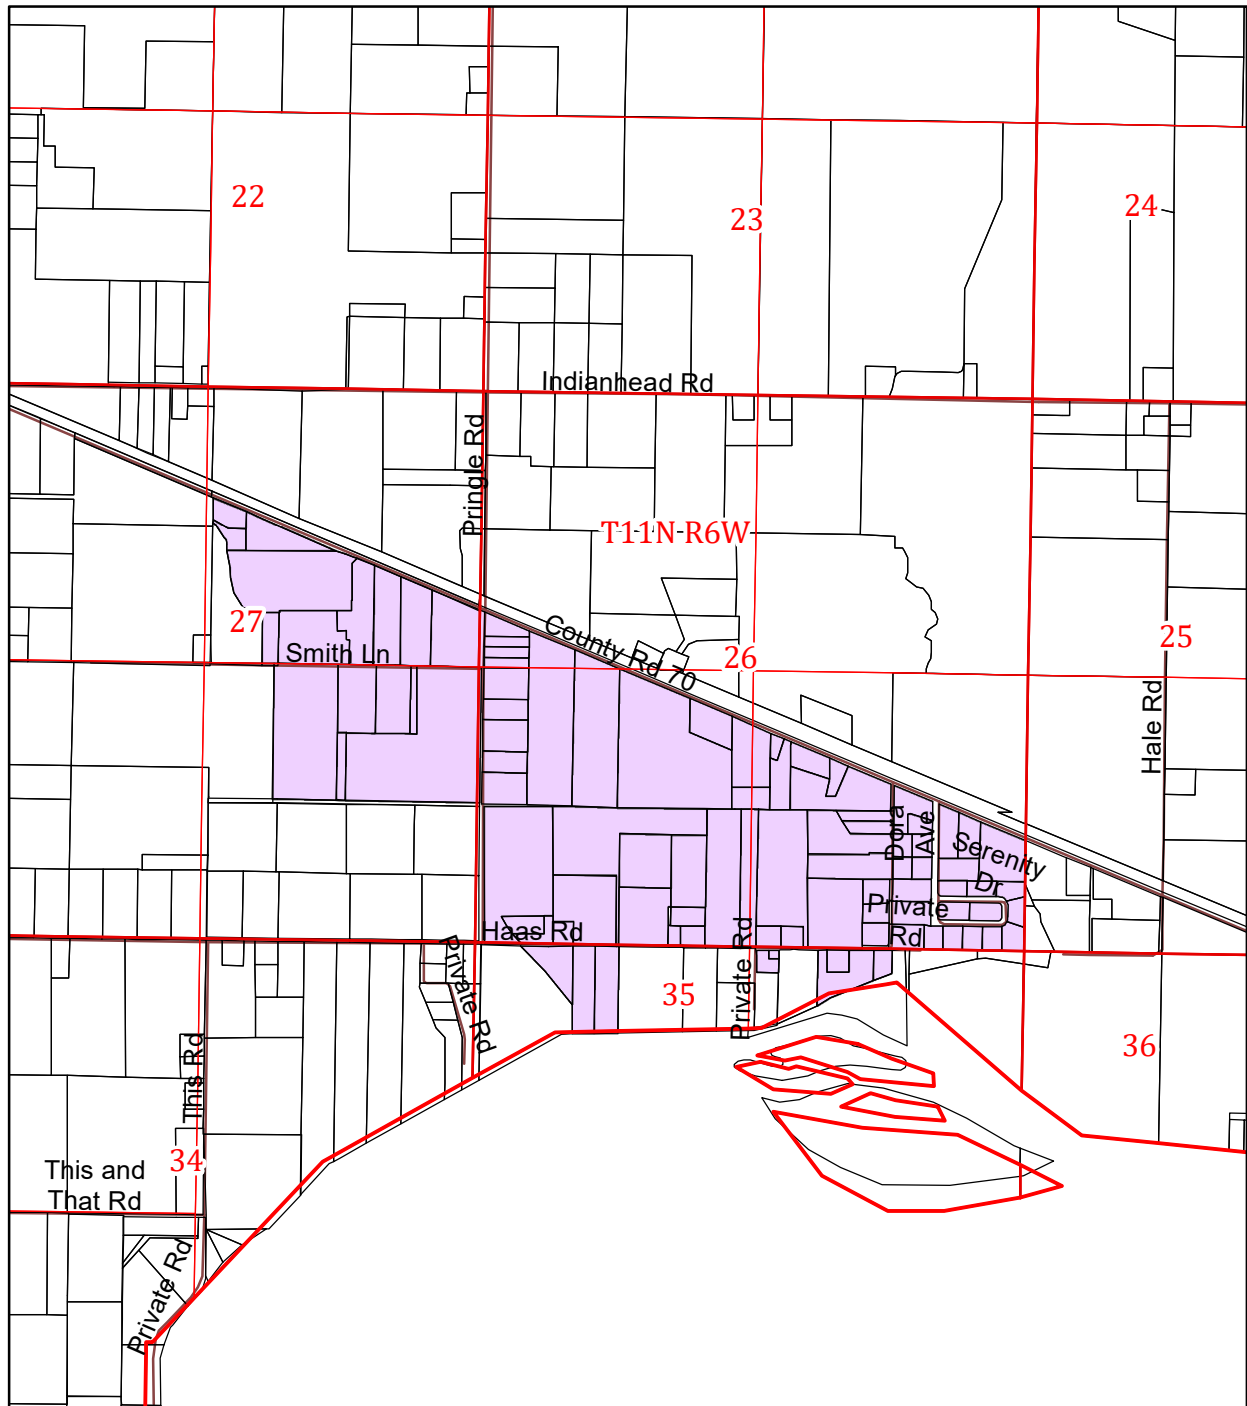 22
23
24
Indianhead Rd
Pringle Rd
T11N-R6W
27
Smith Ln
County Rd 70
26
25
Hale Rd
Dora
Ave
Serenity
Dr
Private
Rd
Haas Rd
Private Rd
Private Rd
35
36
This Rd
34
This and
That Rd
Private Rd